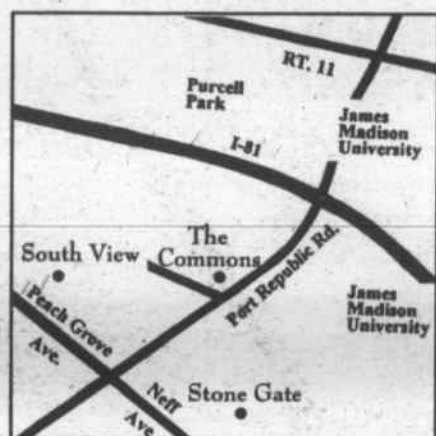 RT. 11
Purcell
Park
James
Madison
University
I-81
The
Commons
South View
Port Republic Rd.
James
Madison
University
Peach Grove
Ave.
Neff
Ave
Stone Gate